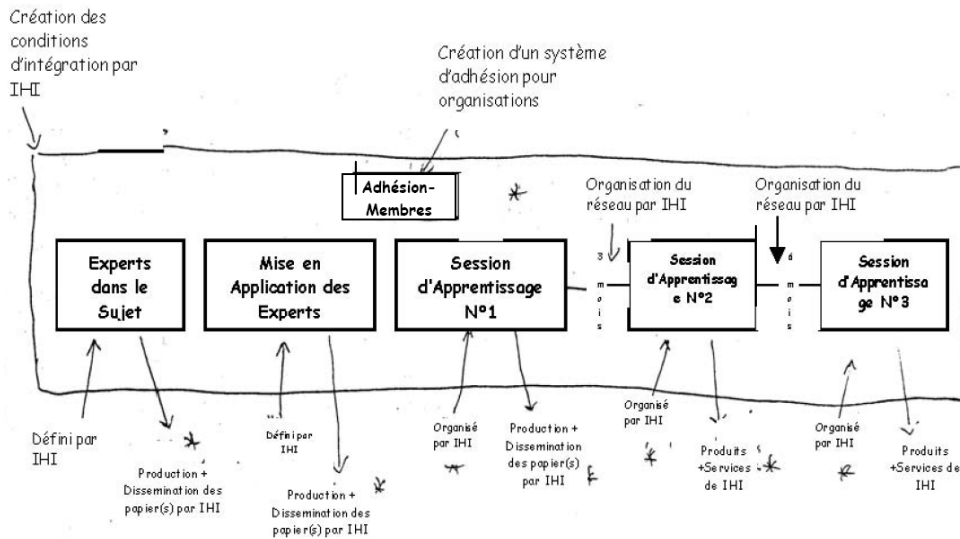 Création des
conditions
d'intégration par
IHI
Création d'un système
d'adhésion pour
organisations
Adhésion-
Membres
*
Organisation du
réseau par IHI
Organisation du
réseau par IHI
Experts
dans le
Sujet
Mise en
Application des
Experts
Session
d'Apprentissage
N°1
3
m
o
i
s
Session
d'Apprentissag
e N°2
m
o
i
s
Session
d'Apprentissa
ge N°3
Défini par
IHI
*
Production +
Dissemination des
papier(s) par IHI
Défini par
IHI
*
Production +
Dissemination des
papier(s) par IHI
Organisé
par IHI
*
Production +
Dissemination
des papier(s)
par IHI
*
Organisé
par IHI
*
Produits
+Services
de IHI
*
Organisé
par IHI
*
Produits
+Services de
IHI